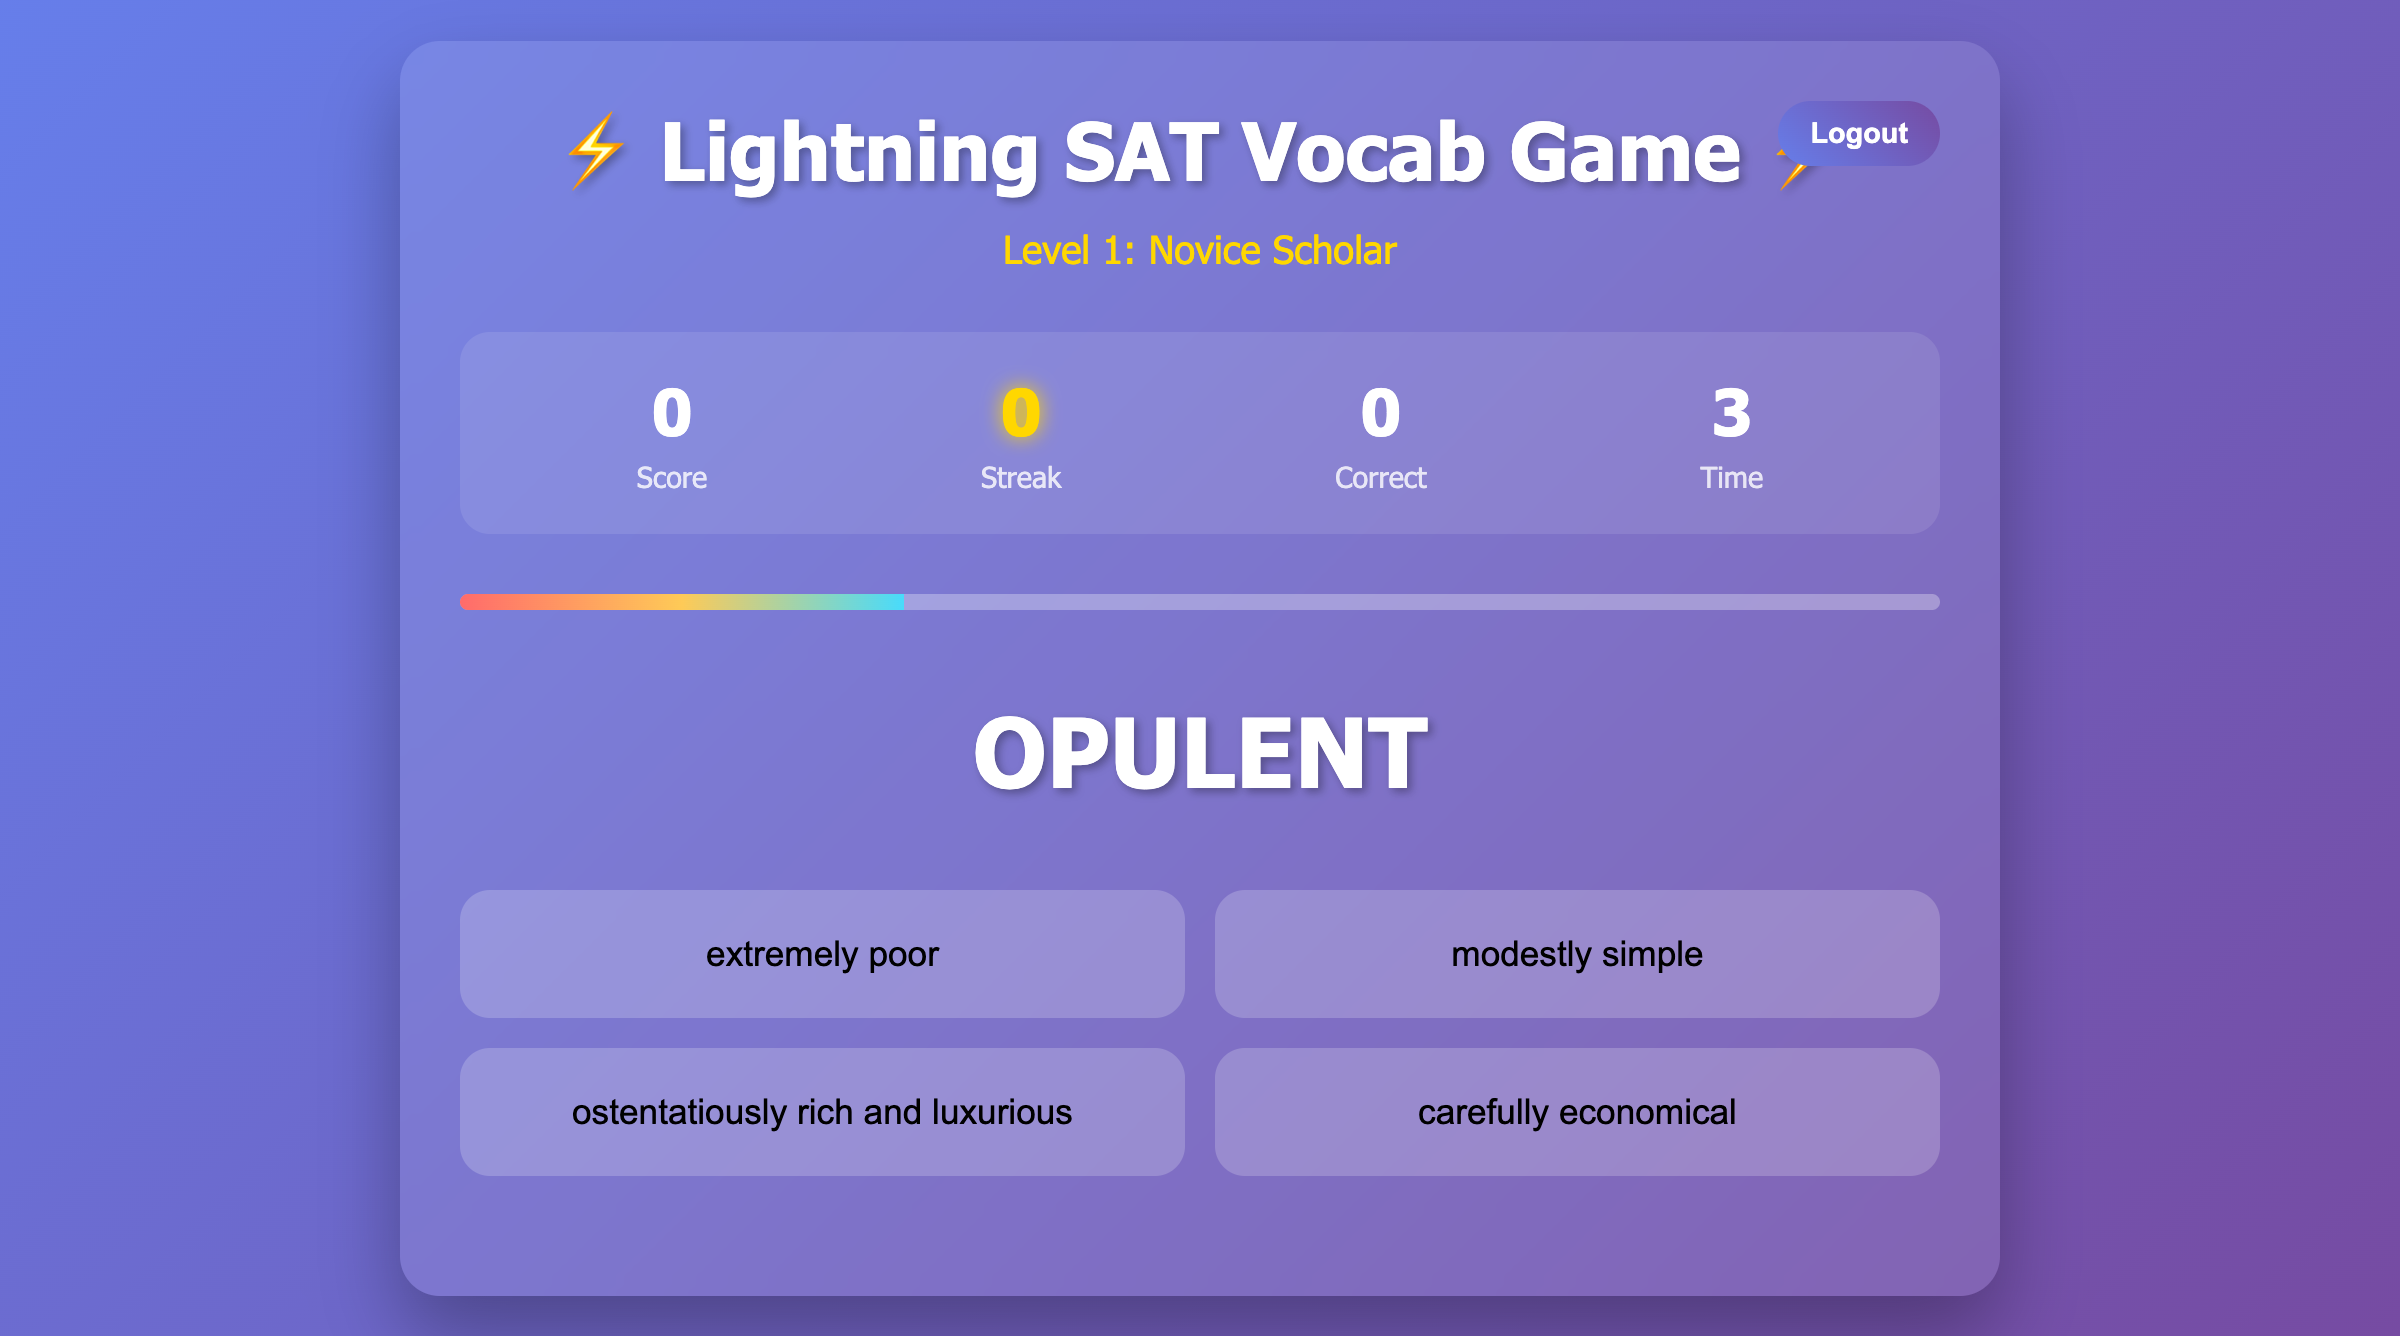 ⚡ Lightning SAT Vocab Game ⚡
Logout
Level 1: Novice Scholar
0 0 0 3
Score Streak Correct Time
OPULENT
extremely poor
modestly simple
ostentatiously rich and luxurious
carefully economical